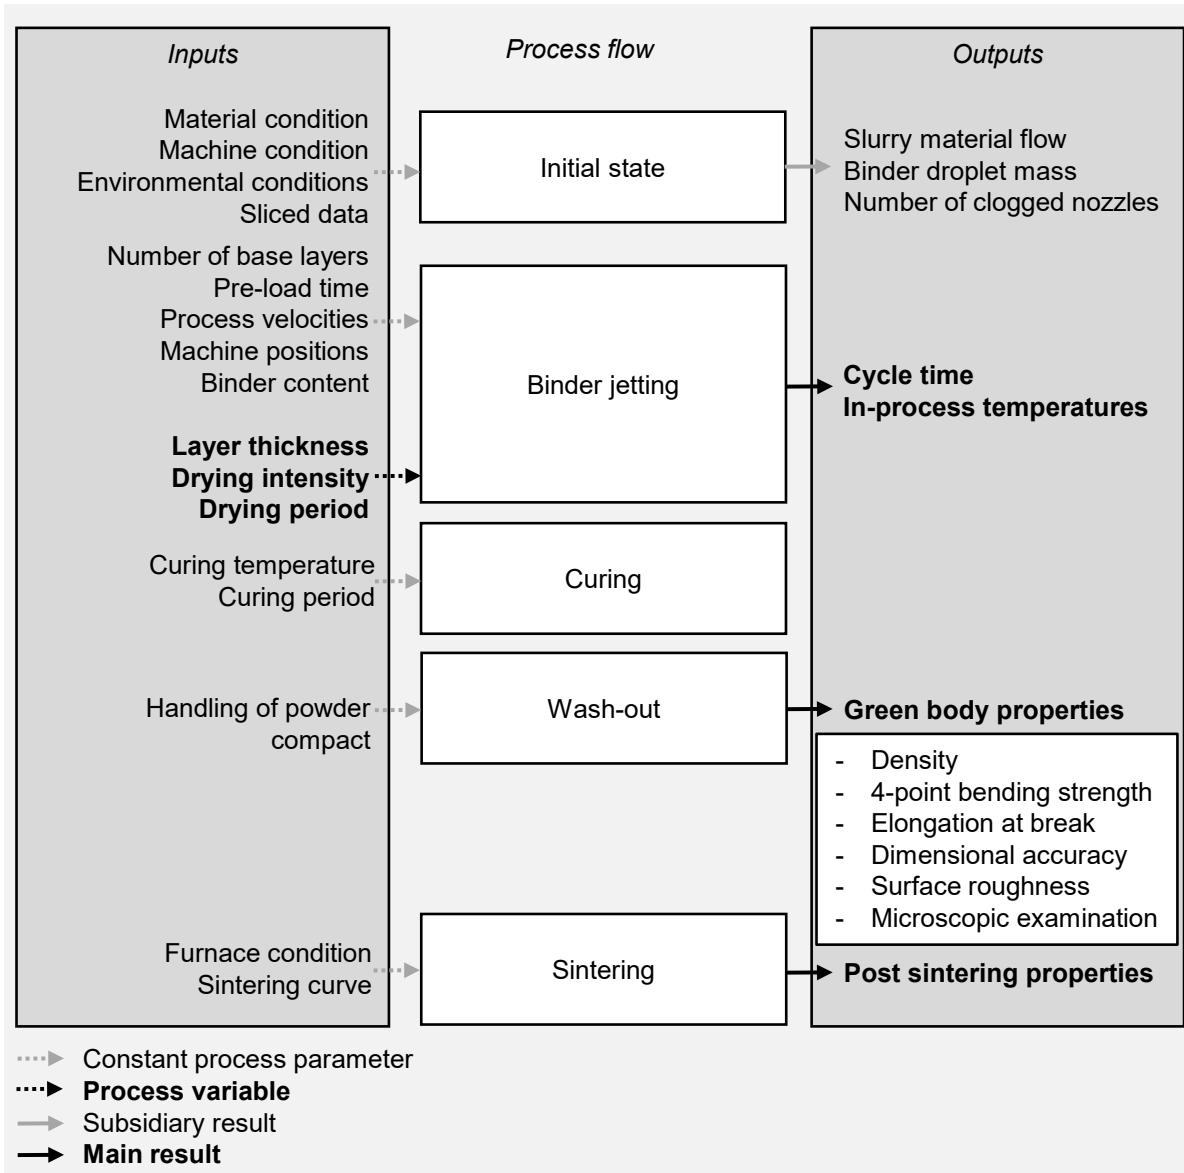 Inputs
Process flow
Outputs
Material condition
Machine condition
Environmental conditions
Sliced data
Initial state
Slurry material flow
Binder droplet mass
Number of clogged nozzles
Number of base layers
Pre-load time
Process velocities
Machine positions
Binder content
Layer thickness
Drying intensity
Drying period
Binder jetting
Cycle time
In-process temperatures
Curing temperature
Curing period
Curing
Handling of powder
compact
Wash-out
Green body properties
- Density
- 4-point bending strength
- Elongation at break
- Dimensional accuracy
- Surface roughness
- Microscopic examination
Furnace condition
Sintering curve
Sintering
Post sintering properties
Constant process parameter
Process variable
Subsidiary result
Main result